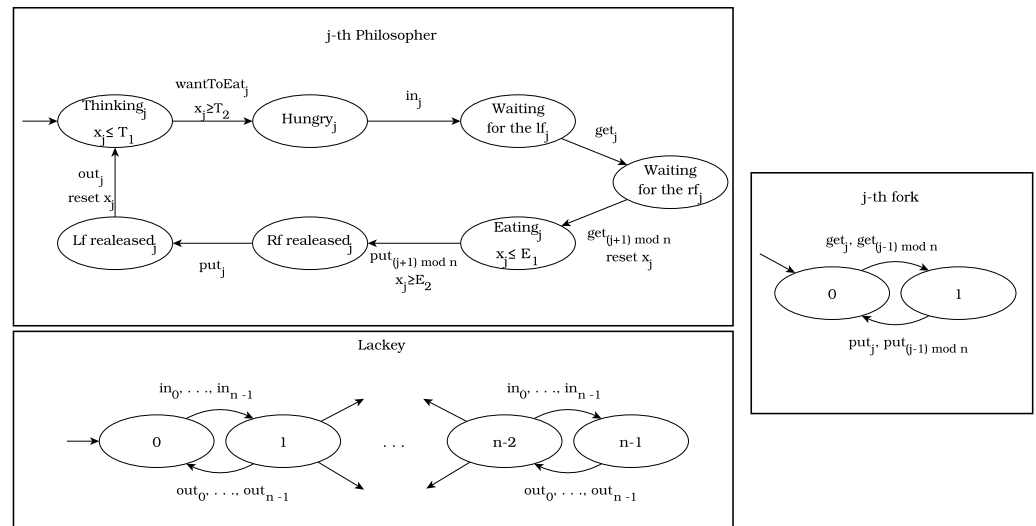 j-th Philosopher
wantToEat_j
x_j≥T_2
Thinking_j
x_j≤ T_1
Hungry_j
in_j
Waiting
for the lf_j
get_j
Waiting
for the rf_j
out_j
reset x_j
Lf realeased_j
put_j
Rf realeased_j
put_(j+1) mod n
x_j≥E_2
Eating_j
x_j≤ E_1
get_(j+1) mod n
reset x_j
j-th fork
get_j, get_(j-1) mod n
0
1
put_j, put_(j-1) mod n
Lackey
in_0, . . ., in_n -1
in_0, . . ., in_n -1
0
1
. . .
n-2
n-1
out_0, . . ., out_n -1
out_0, . . ., out_n -1